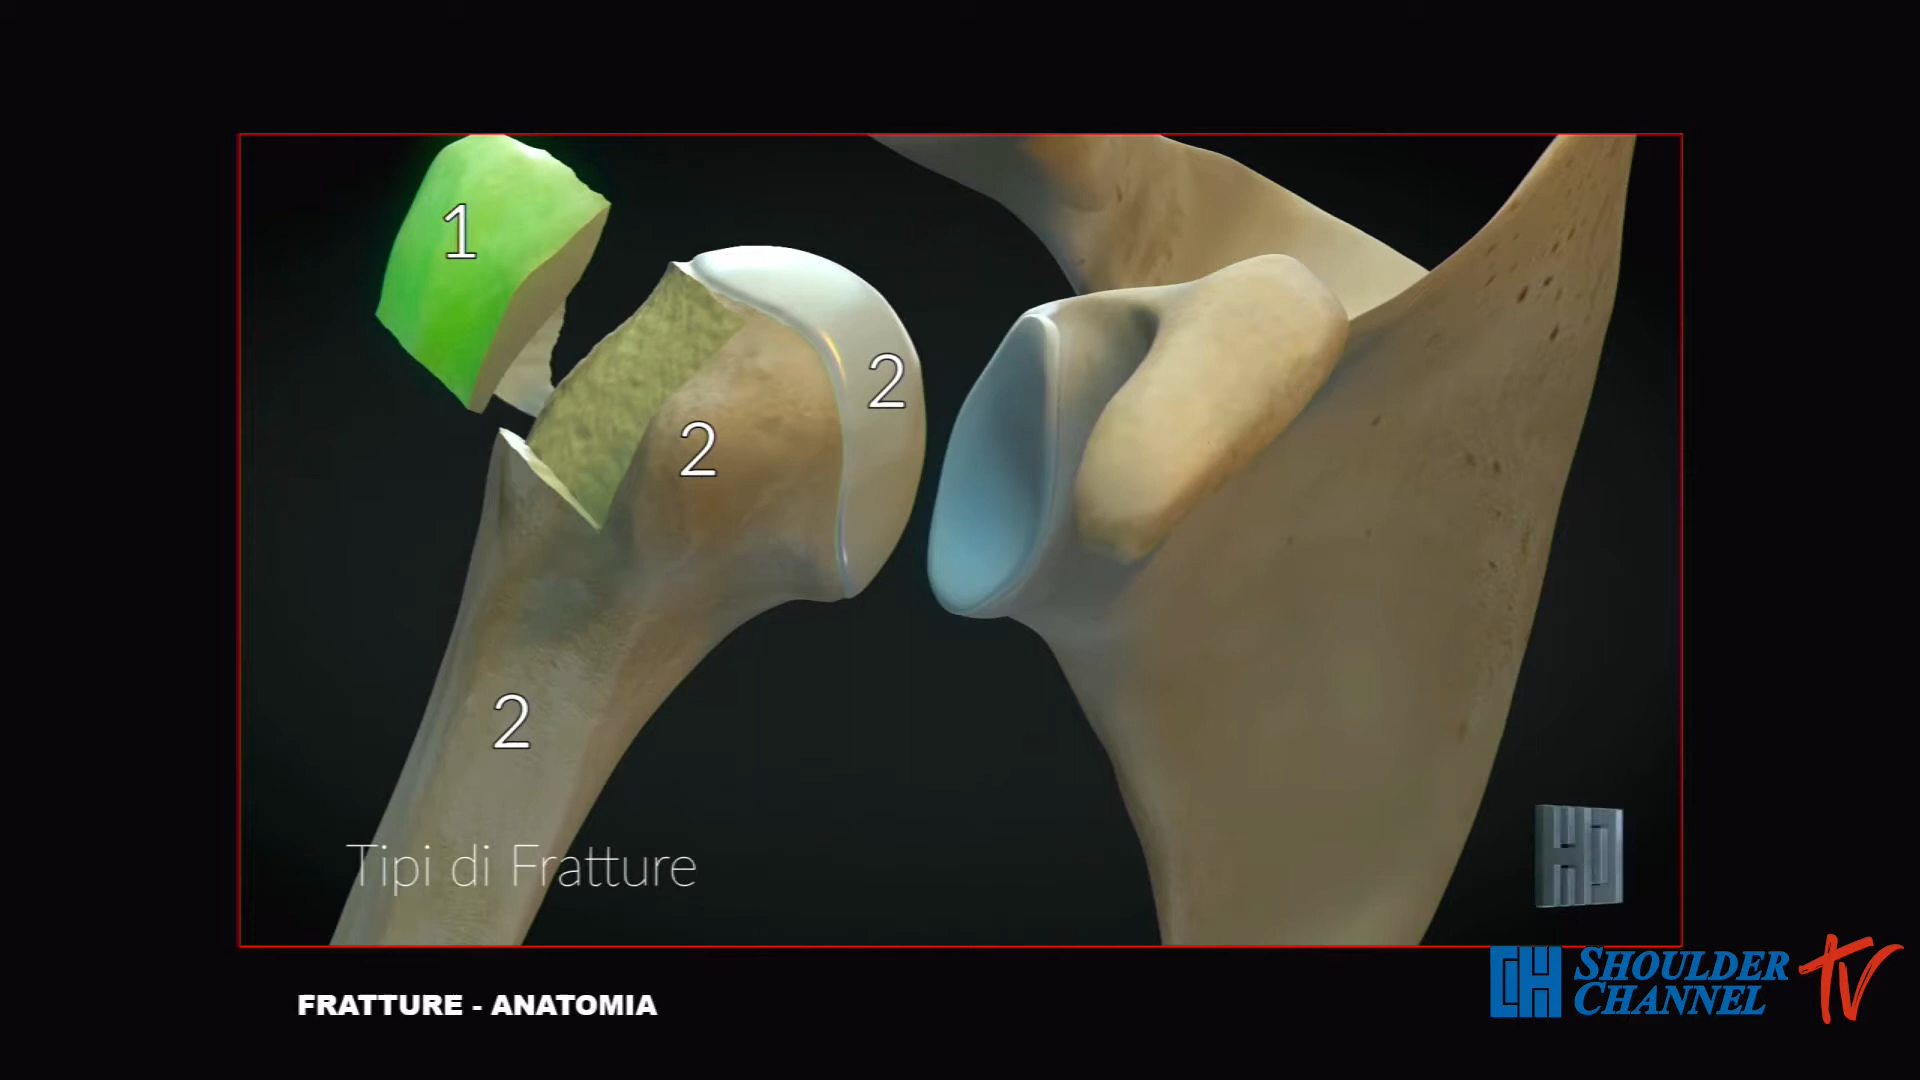 1
2
2
2
Tipi di Fratture
FRATTURE - ANATOMIA
SHOULDER
CHANNEL
TV